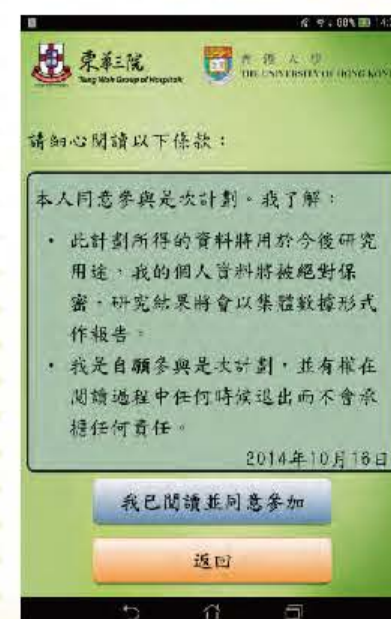 68% 14:2
東華三院
Tung Wah Group of Hospitals
香港大學
THE UNIVERSITY OF HONG KONG
請細心閱讀以下條款：
本人同意參與是次計劃。我了解：
• 此計劃所得的資料將用於今後研究
用途，我的個人資料將被絕對保
密。研究結果將會以集體數據形式
作報告。
• 我是自願參與是次計劃，並有權在
閱讀過程中任何時候退出而不會承
擔任何責任。
2014年10月16日
我已閱讀並同意參加
返回